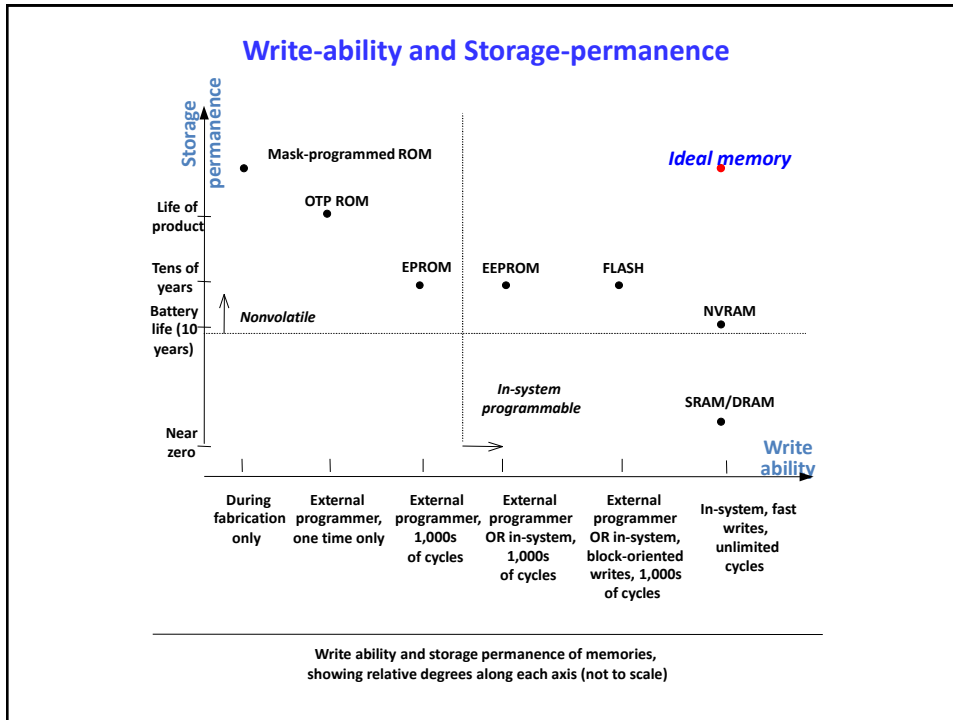 Write-ability and Storage-permanence
Storage
permanence
Mask-programmed ROM
Ideal memory
OTP ROM
Life of
product
EPROM
EEPROM
FLASH
Tens of
years
NVRAM
Nonvolatile
Battery
life (10
years)
In-system
programmable
SRAM/DRAM
Near
zero
Write
ability
During
fabrication
only
External
programmer,
one time only
External
programmer,
1,000s
of cycles
External
programmer
OR in-system,
1,000s
of cycles
External
programmer
OR in-system,
block-oriented
writes, 1,000s
of cycles
In-system, fast
writes,
unlimited
cycles
Write ability and storage permanence of memories,
showing relative degrees along each axis (not to scale)